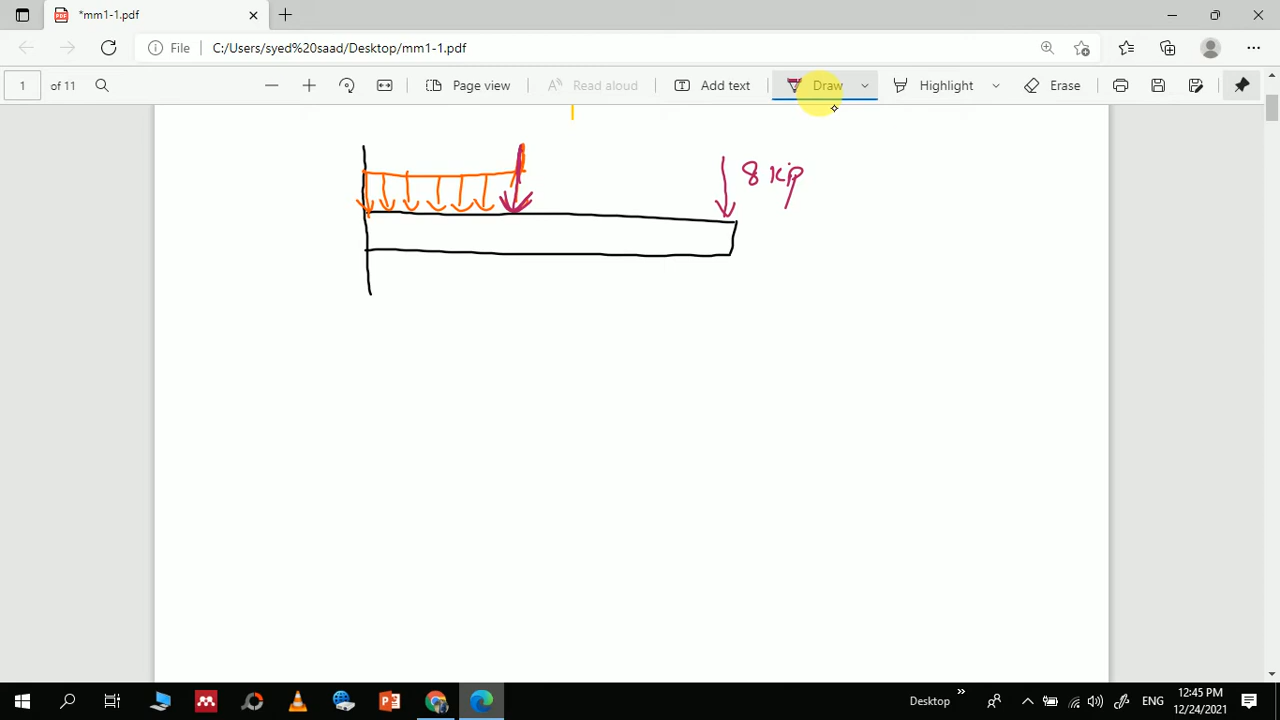 *mm1-1.pdf
File C:/Users/syed%20saad/Desktop/mm1-1.pdf
1 of 11 Page view Read aloud Add text Draw Highlight Erase
8 Kip
Desktop ENG 12:45 PM
12/24/2021